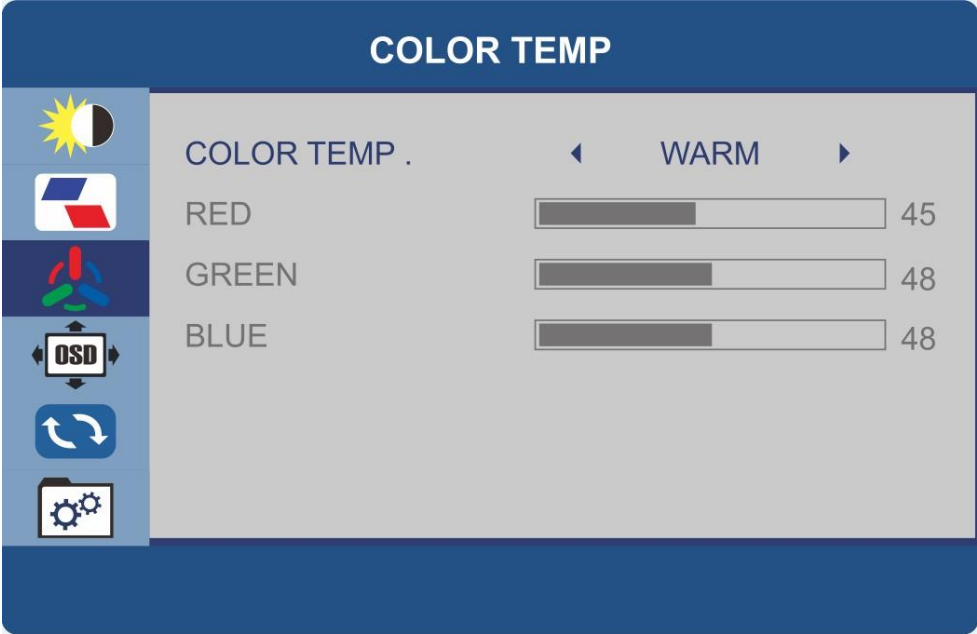 COLOR TEMP
COLOR TEMP . WARM
RED 45
GREEN 48
OSD
BLUE 48